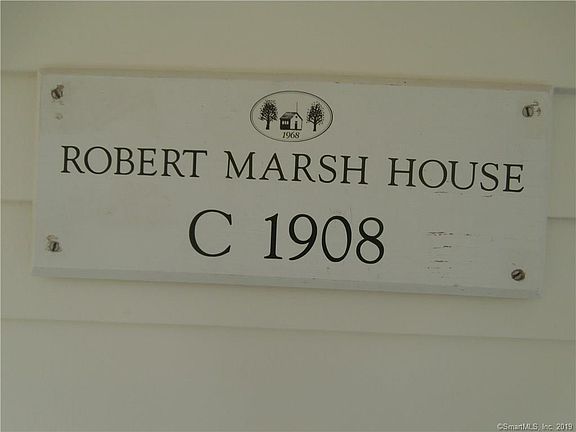 1968
ROBERT MARSH HOUSE
C 1908
©SmartMLS, Inc. 2019